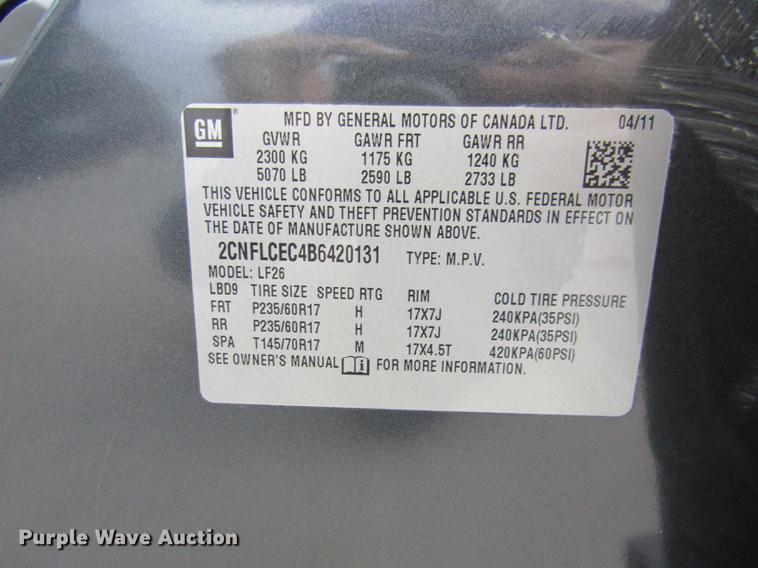 GM
MFD BY GENERAL MOTORS OF CANADA LTD. 04/11
GVWR GAWR FRT GAWR RR
2300 KG 1175 KG 1240 KG
5070 LB 2590 LB 2733 LB
THIS VEHICLE CONFORMS TO ALL APPLICABLE U.S. FEDERAL MOTOR
VEHICLE SAFETY AND THEFT PREVENTION STANDARDS IN EFFECT ON
THE DATE OF MANUFACTURE SHOWN ABOVE.
2CNFLCEC4B6420131 TYPE: M.P.V.
MODEL: LF26
LBD9 TIRE SIZE SPEED RTG RIM COLD TIRE PRESSURE
FRT P235/60R17 H 17X7J 240KPA(35PSI)
RR P235/60R17 H 17X7J 240KPA(35PSI)
SPA T145/70R17 M 17X4.5T 420KPA(60PSI)
SEE OWNER'S MANUAL i FOR MORE INFORMATION.
Purple Wave Auction